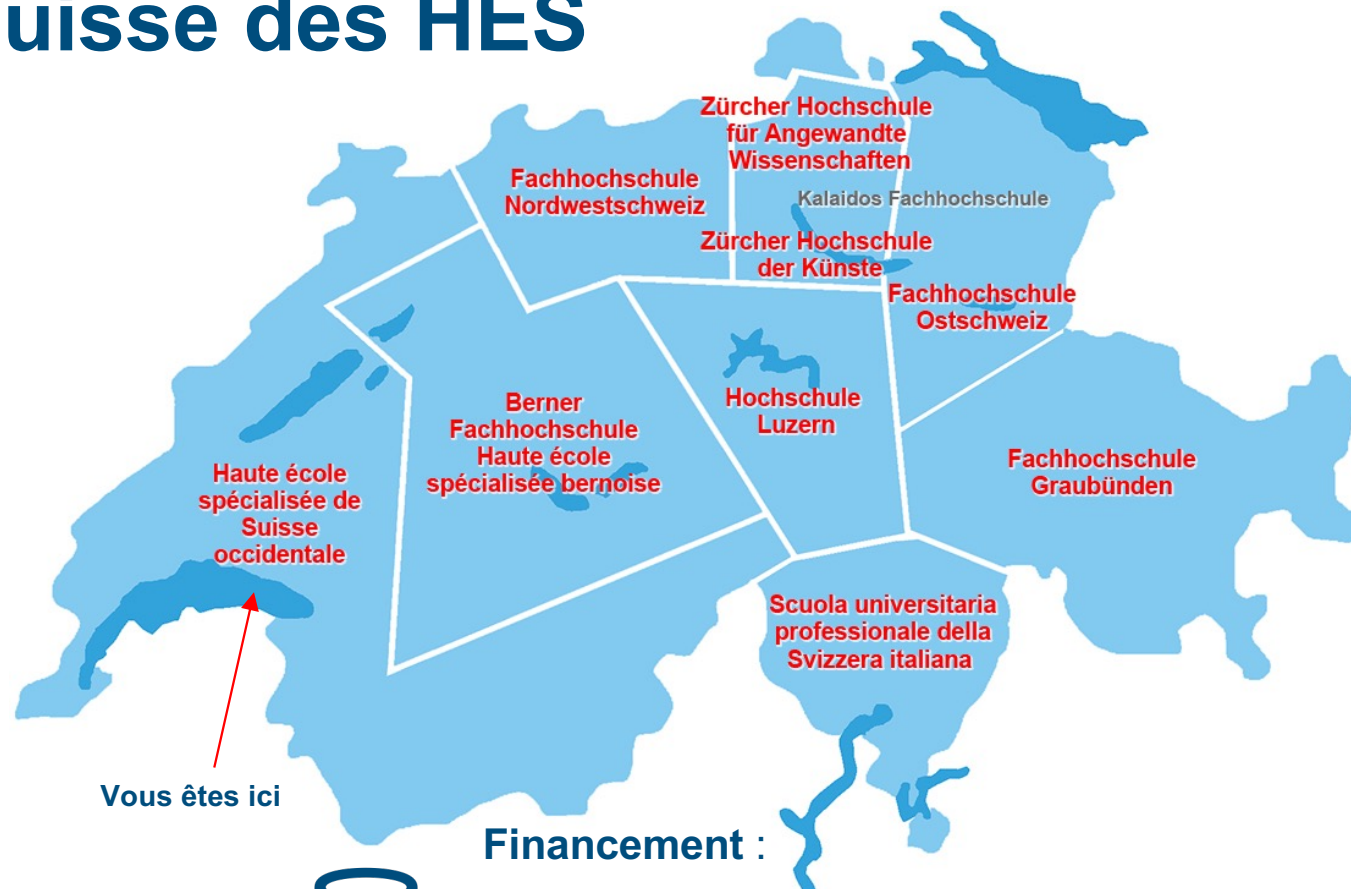 uisse des HES
Zürcher Hochschule
für Angewandte
Wissenschaften
Fachhochschule
Nordwestschweiz
Kalaidos Fachhochschule
Zürcher Hochschule
der Künste
Fachhochschule
Ostschweiz
Berner
Fachhochschule
Haute école
spécialisée bernoise
Hochschule
Luzern
Haute école
spécialisée de
Suisse
occidentale
Fachhochschule
Graubünden
Scuola universitaria
professionale della
Svizzera italiana
Vous êtes ici
Financement :